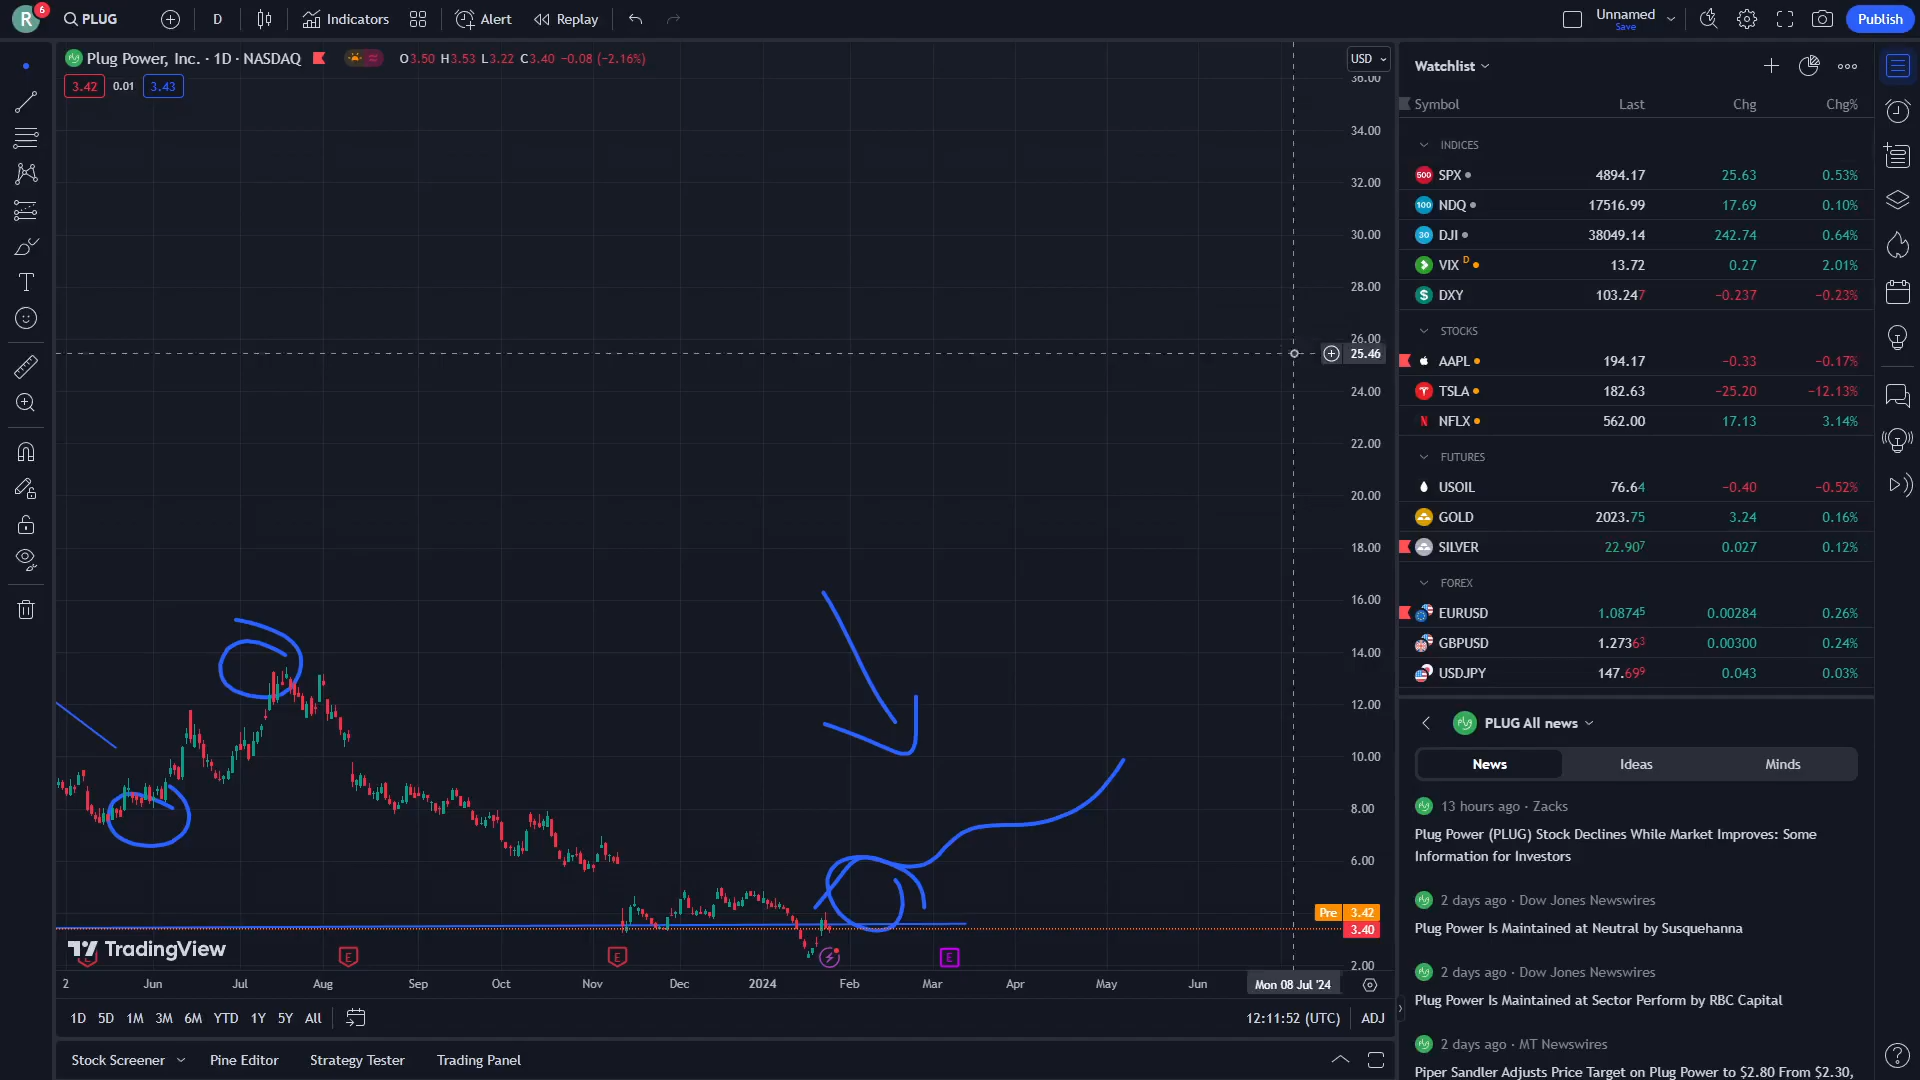 R 6 PLUG D Indicators Alert Replay Unnamed Save Publish
Plug Power, Inc. · 1D · NASDAQ O3.50 H3.53 L3.22 C3.40 −0.08 (−2.16%)
3.42 0.01 3.43
USD
36.00
34.00
32.00
30.00
28.00
26.00
25.46
24.00
22.00
20.00
18.00
16.00
14.00
12.00
10.00
8.00
6.00
Pre 3.42
3.40
2.00
TradingView
E E E E
2 Jun Jul Aug Sep Oct Nov Dec 2024 Feb Mar Apr May Jun Mon 08 Jul '24
1D 5D 1M 3M 6M YTD 1Y 5Y All 12:11:52 (UTC) ADJ
Stock Screener Pine Editor Strategy Tester Trading Panel
Watchlist
Symbol Last Chg Chg%
INDICES
500 SPX 4894.17 25.63 0.53%
100 NDQ 17516.99 17.69 0.10%
30 DJI 38049.14 242.74 0.64%
VIX D 13.72 0.27 2.01%
$ DXY 103.247 −0.237 −0.23%
STOCKS
AAPL 194.17 −0.33 −0.17%
TSLA 182.63 −25.20 −12.13%
N NFLX 562.00 17.13 3.14%
FUTURES
USOIL 76.64 −0.40 −0.52%
GOLD 2023.75 3.24 0.16%
SILVER 22.907 0.027 0.12%
FOREX
EURUSD 1.08745 0.00284 0.26%
GBPUSD 1.27363 0.00300 0.24%
USDJPY 147.699 0.043 0.03%
PLUG All news
News Ideas Minds
13 hours ago · Zacks
Plug Power (PLUG) Stock Declines While Market Improves: Some
Information for Investors
2 days ago · Dow Jones Newswires
Plug Power Is Maintained at Neutral by Susquehanna
2 days ago · Dow Jones Newswires
Plug Power Is Maintained at Sector Perform by RBC Capital
2 days ago · MT Newswires
Piper Sandler Adjusts Price Target on Plug Power to $2.80 From $2.30,